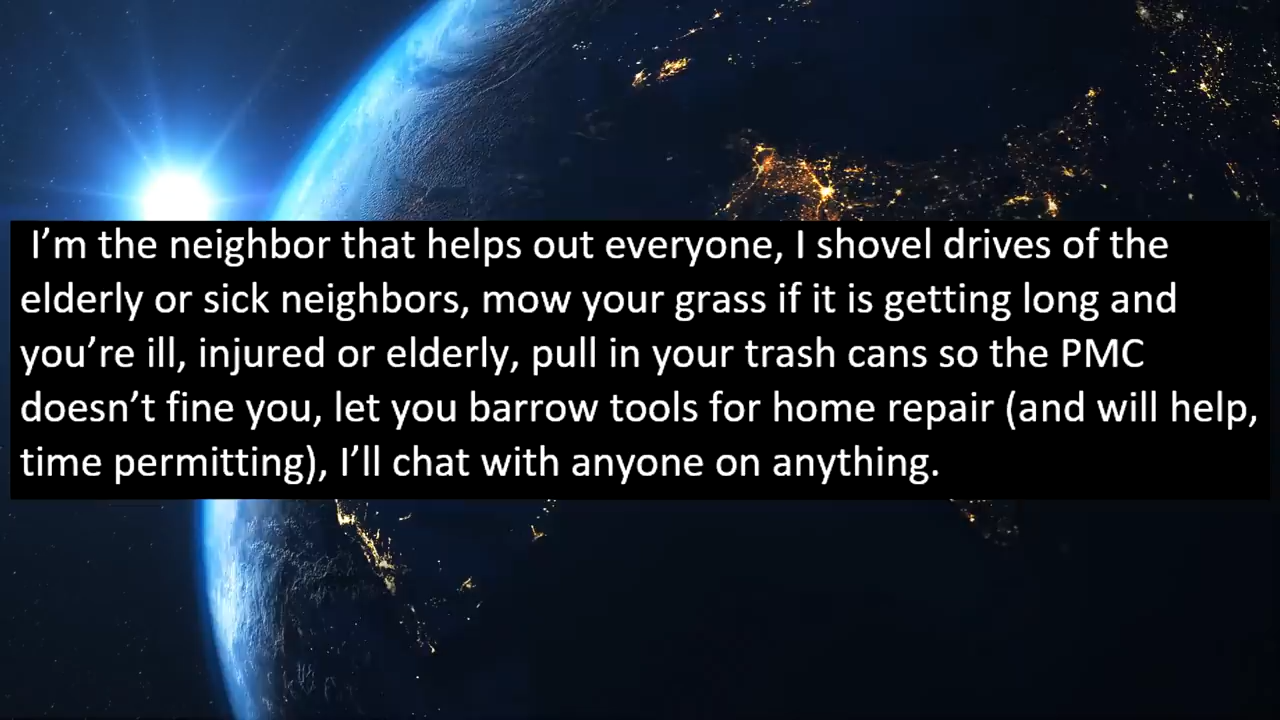 I’m the neighbor that helps out everyone, I shovel drives of the
elderly or sick neighbors, mow your grass if it is getting long and
you’re ill, injured or elderly, pull in your trash cans so the PMC
doesn’t fine you, let you barrow tools for home repair (and will help,
time permitting), I’ll chat with anyone on anything.